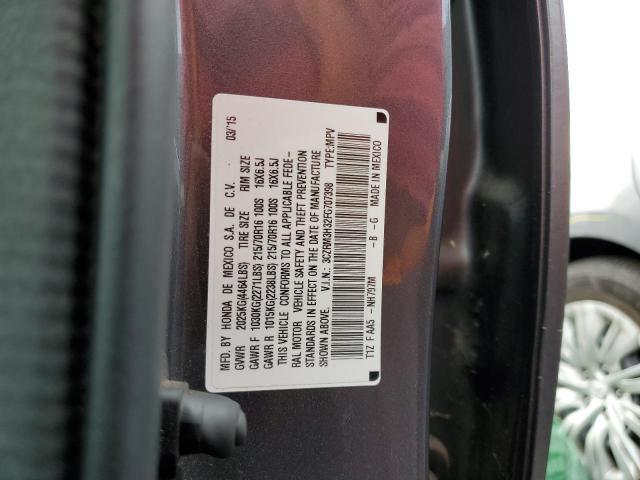 MFD. BY HONDA DE MEXICO S.A. DE C.V. 03/15
GVWR 2025KG(4464LBS) TIRE SIZE RIM SIZE
GAWR F 1030KG(2271LBS) 215/70R16 100S 16X6.5J
GAWR R 1015KG(2238LBS) 215/70R16 100S 16X6.5J
THIS VEHICLE CONFORMS TO ALL APPLICABLE FEDE-
RAL MOTOR VEHICLE SAFETY AND THEFT PREVENTION
STANDARDS IN EFFECT ON THE DATE OF MANUFACTURE
SHOWN ABOVE. V.I.N.: 3CZRM3H32FG707398 TYPE:MPV
T1Z F AA5 -NH797M -B -G MADE IN MEXICO